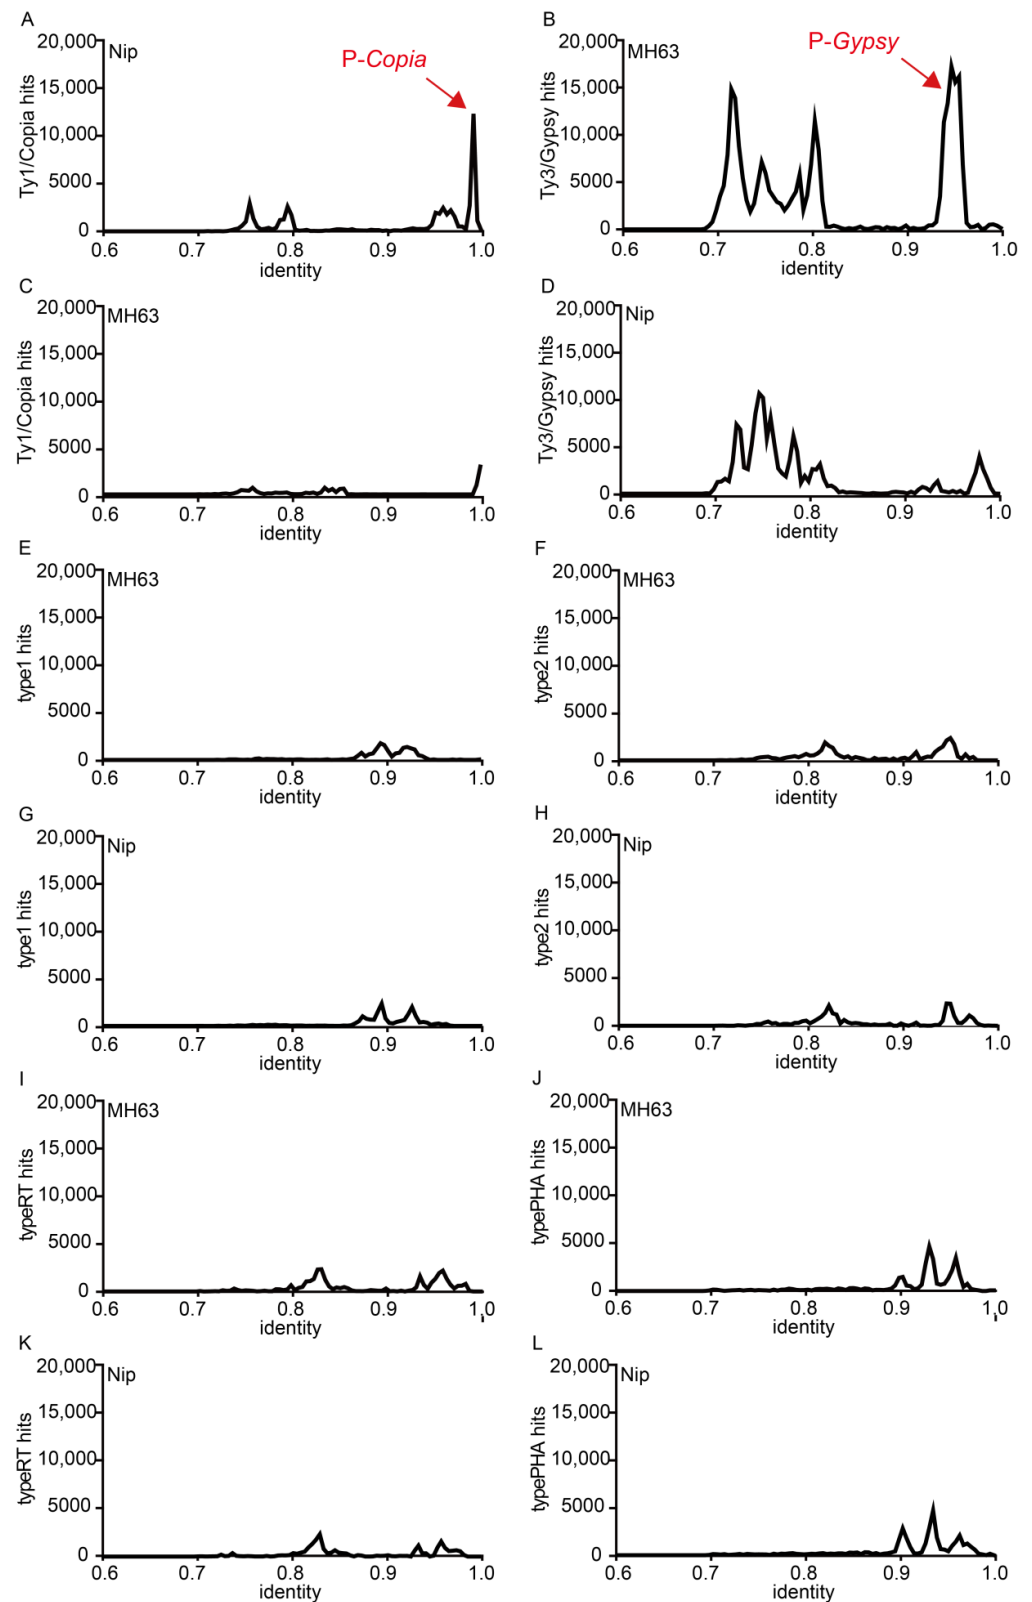 A
Nip
P-Copia
Ty1/Copia hits
20,000
15,000
10,000
5000
0
0.6 0.7 0.8 0.9 1.0
identity
B
MH63
P-Gypsy
Ty3/Gypsy hits
20,000
15,000
10,000
5000
0
0.6 0.7 0.8 0.9 1.0
identity
C
MH63
Ty1/Copia hits
20,000
15,000
10,000
5000
0
0.6 0.7 0.8 0.9 1.0
identity
D
Nip
Ty3/Gypsy hits
20,000
15,000
10,000
5000
0
0.6 0.7 0.8 0.9 1.0
identity
E
MH63
type1 hits
20,000
15,000
10,000
5000
0
0.6 0.7 0.8 0.9 1.0
identity
F
MH63
type2 hits
20,000
15,000
10,000
5000
0
0.6 0.7 0.8 0.9 1.0
identity
G
Nip
type1 hits
20,000
15,000
10,000
5000
0
0.6 0.7 0.8 0.9 1.0
identity
H
Nip
type2 hits
20,000
15,000
10,000
5000
0
0.6 0.7 0.8 0.9 1.0
identity
I
MH63
typeRT hits
20,000
15,000
10,000
5000
0
0.6 0.7 0.8 0.9 1.0
identity
J
MH63
typePHA hits
20,000
15,000
10,000
5000
0
0.6 0.7 0.8 0.9 1.0
identity
K
Nip
typeRT hits
20,000
15,000
10,000
5000
0
0.6 0.7 0.8 0.9 1.0
identity
L
Nip
typePHA hits
20,000
15,000
10,000
5000
0
0.6 0.7 0.8 0.9 1.0
identity